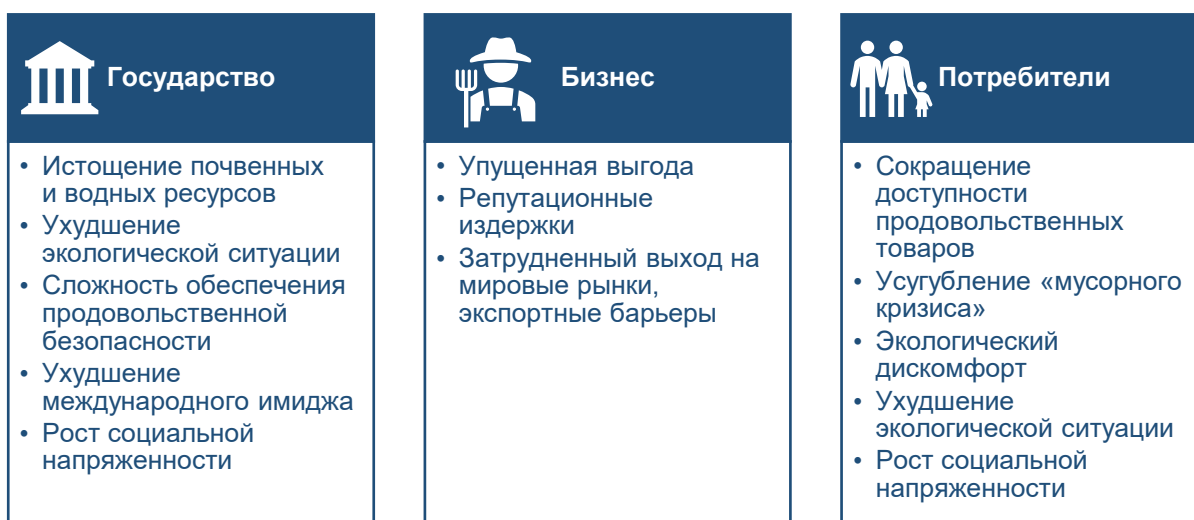 Государство
• Истощение почвенных
и водных ресурсов
• Ухудшение
экологической ситуации
• Сложность обеспечения
продовольственной
безопасности
• Ухудшение
международного имиджа
• Рост социальной
напряженности
Бизнес
• Упущенная выгода
• Репутационные
издержки
• Затрудненный выход на
мировые рынки,
экспортные барьеры
Потребители
• Сокращение
доступности
продовольственных
товаров
• Усугубление «мусорного
кризиса»
• Экологический
дискомфорт
• Ухудшение
экологической ситуации
• Рост социальной
напряженности